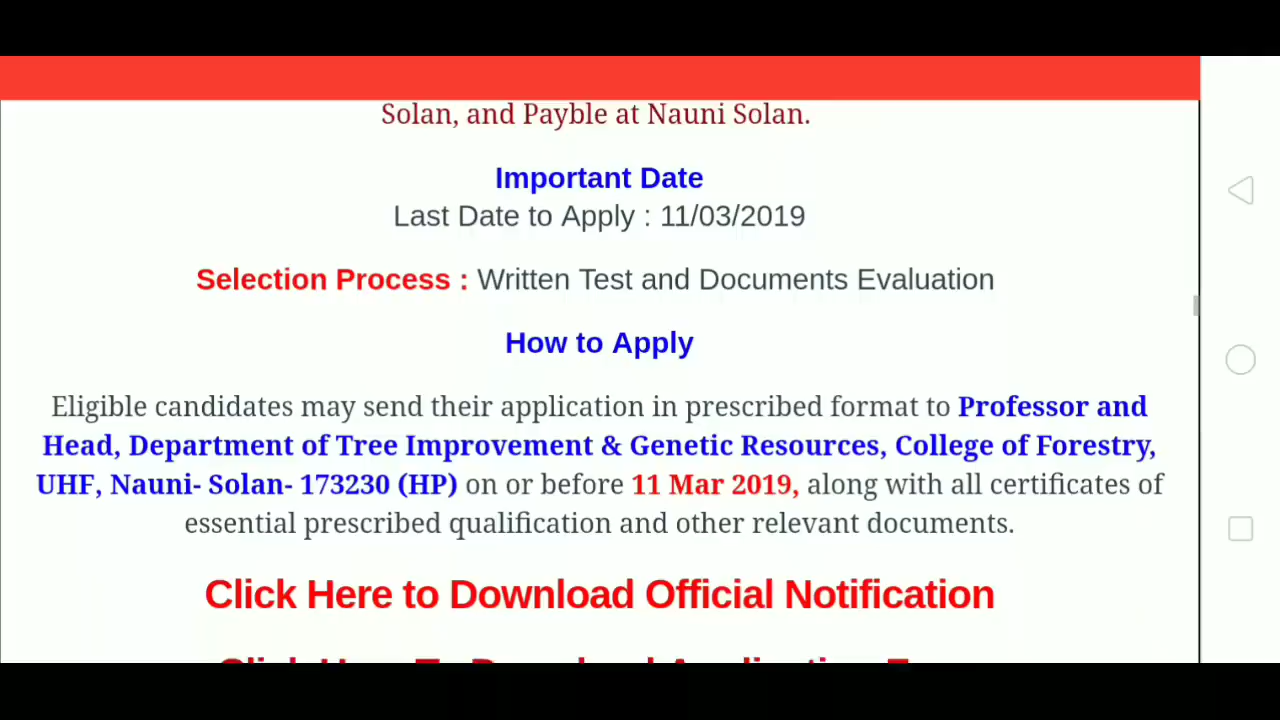 Solan, and Payble at Nauni Solan.
Important Date
Last Date to Apply : 11/03/2019
Selection Process : Written Test and Documents Evaluation
How to Apply
Eligible candidates may send their application in prescribed format to Professor and
Head, Department of Tree Improvement & Genetic Resources, College of Forestry,
UHF, Nauni- Solan- 173230 (HP) on or before 11 Mar 2019, along with all certificates of
essential prescribed qualification and other relevant documents.
Click Here to Download Official Notification